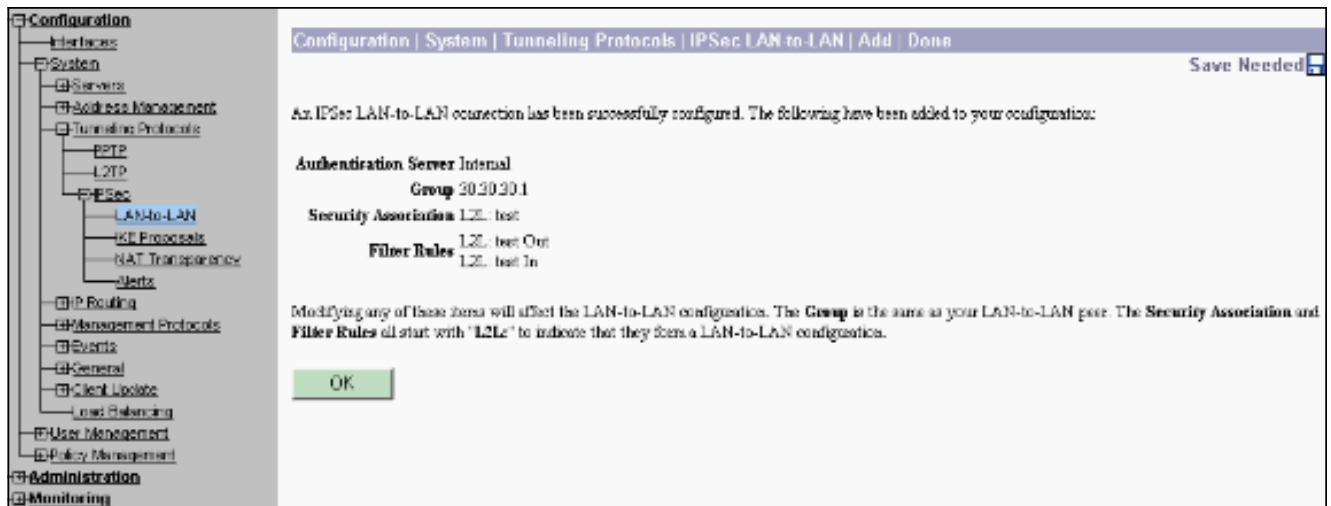 Configuration
Interfaces
System
Servers
Address Management
Tunneling Protocols
PPTP
L2TP
IPSec
LAN-to-LAN
IKE Proposals
NAT Transparency
Alerts
IP Routing
Management Protocols
Events
General
Client Update
Load Balancing
User Management
Policy Management
Administration
Monitoring
Configuration | System | Tunneling Protocols | IPSec LAN-to-LAN | Add | Done
Save Needed
An IPSec LAN-to-LAN connection has been successfully configured. The following have been added to your configuration:
Authentication Server Internal
Group 30.30.30.1
Security Association L2L: test
Filter Rules L2L: test Out
L2L: test In
Modifying any of these items will affect the LAN-to-LAN configuration. The Group is the same as your LAN-to-LAN peer. The Security Association and
Filter Rules all start with "L2L:" to indicate that they form a LAN-to-LAN configuration.
OK